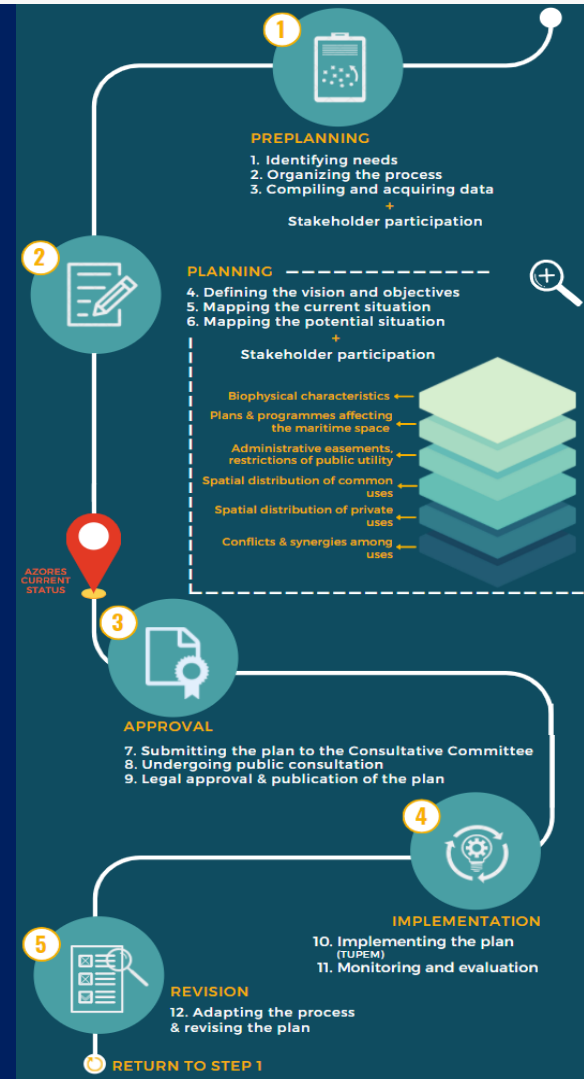 1
PREPLANNING
1. Identifying needs
2. Organizing the process
3. Compiling and acquiring data
+
Stakeholder participation
2
PLANNING
4. Defining the vision and objectives
5. Mapping the current situation
6. Mapping the potential situation
+
Stakeholder participation
Biophysical characteristics
Plans & programmes affecting
the maritime space
Administrative easements,
restrictions of public utility
Spatial distribution of common
uses
Spatial distribution of private
uses
Conflicts & synergies among
uses
AZORES
CURRENT
STATUS
3
APPROVAL
7. Submitting the plan to the Consultative Committee
8. Undergoing public consultation
9. Legal approval & publication of the plan
4
IMPLEMENTATION
10. Implementing the plan
(TUPEM)
11. Monitoring and evaluation
5
REVISION
12. Adapting the process
& revising the plan
RETURN TO STEP 1